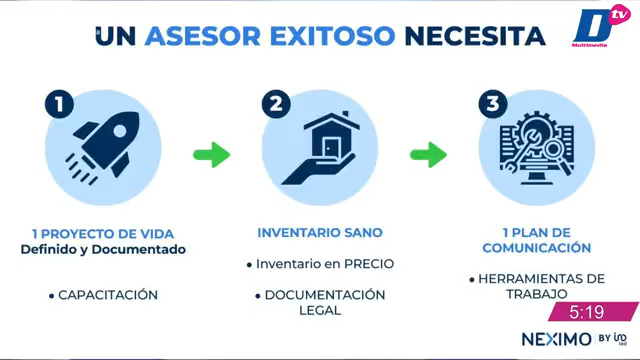 UN ASESOR EXITOSO NECESITA
D tv
Multimedia
1
2
3
1 PROYECTO DE VIDA
Definido y Documentado
• CAPACITACIÓN
INVENTARIO SANO
• Inventario en PRECIO
• DOCUMENTACIÓN
LEGAL
1 PLAN DE
COMUNICACIÓN
• HERRAMIENTAS DE
TRABAJO
5:19
NEXIMO BY